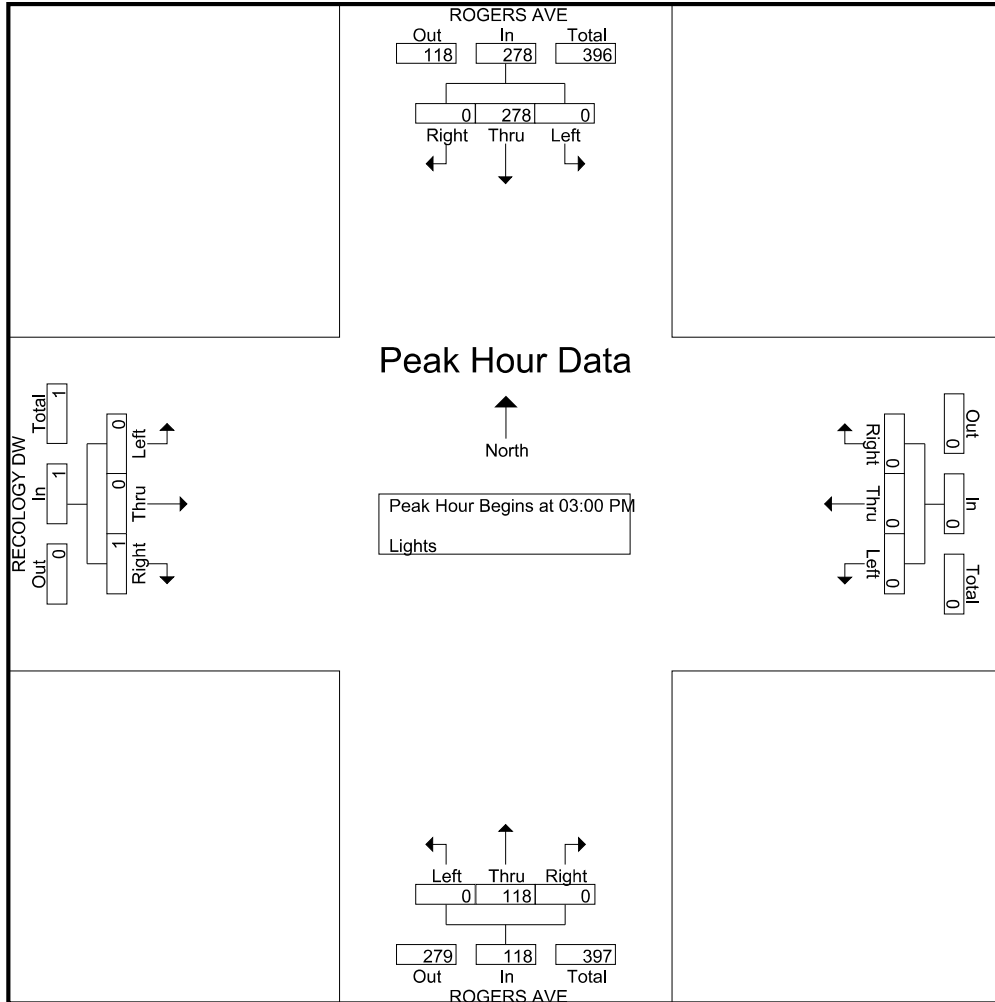 ROGERS AVE
Out In Total
118 278 396
0 278 0
Right Thru Left
Peak Hour Data
North
Peak Hour Begins at 03:00 PM
Lights
RECOLOGY DW
Out In Total
0 1 1
1 0 0
Right Thru Left
Out In Total
0 0 0
0 0 0
Right Thru Left
Left Thru Right
0 118 0
279 118 397
Out In Total
ROGERS AVE